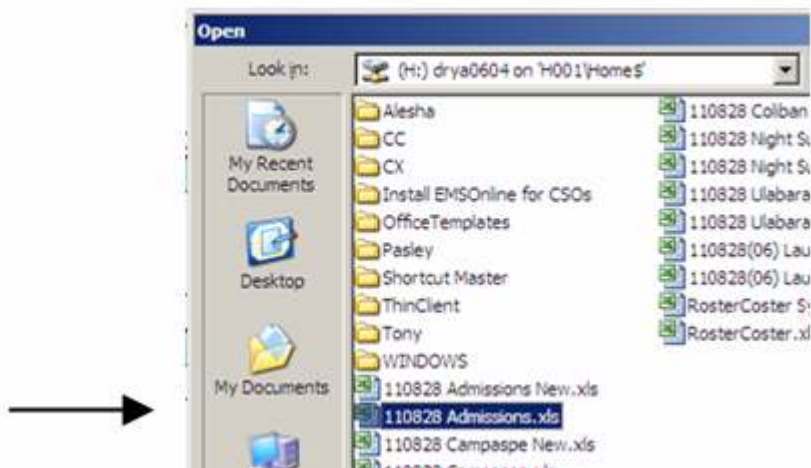 Open
Look in:
(H:) drya0604 on 'H001\Home$'
My Recent
Documents
Desktop
My Documents
Alesha
CC
CX
Install EMSOnline for CSOs
OfficeTemplates
Pasley
Shortcut Master
ThinClient
Tony
WINDOWS
110828 Admissions New.xls
110828 Admissions.xls
110828 Campaspe New.xls
110828 Coliban
110828 Night
110828 Night
110828 Ulabara
110828 Ulabara
110828(06) Lau
110828(06) Lau
RosterCoster
RosterCoster.xl